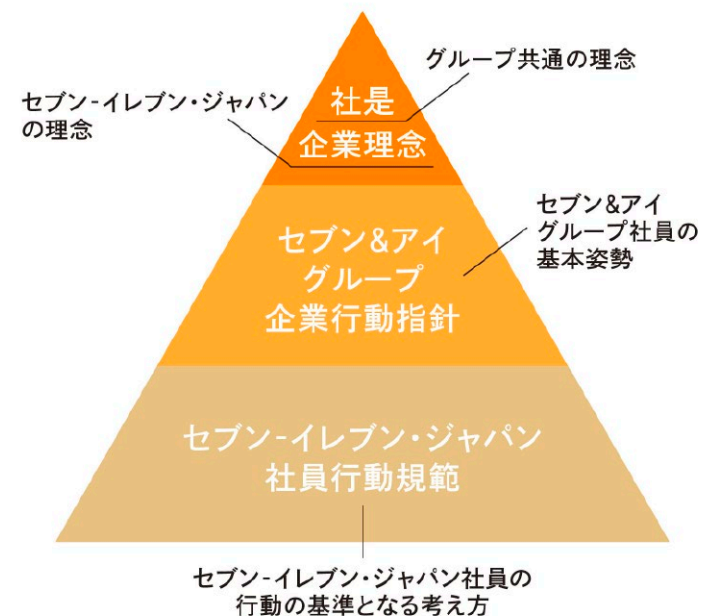 グループ共通の理念
セブン-イレブン・ジャパン
の理念
社是
企業理念
セブン&アイ
グループ社員の
基本姿勢
セブン&アイ
グループ
企業行動指針
セブン-イレブン・ジャパン
社員行動規範
セブン-イレブン・ジャパン社員の
行動の基準となる考え方